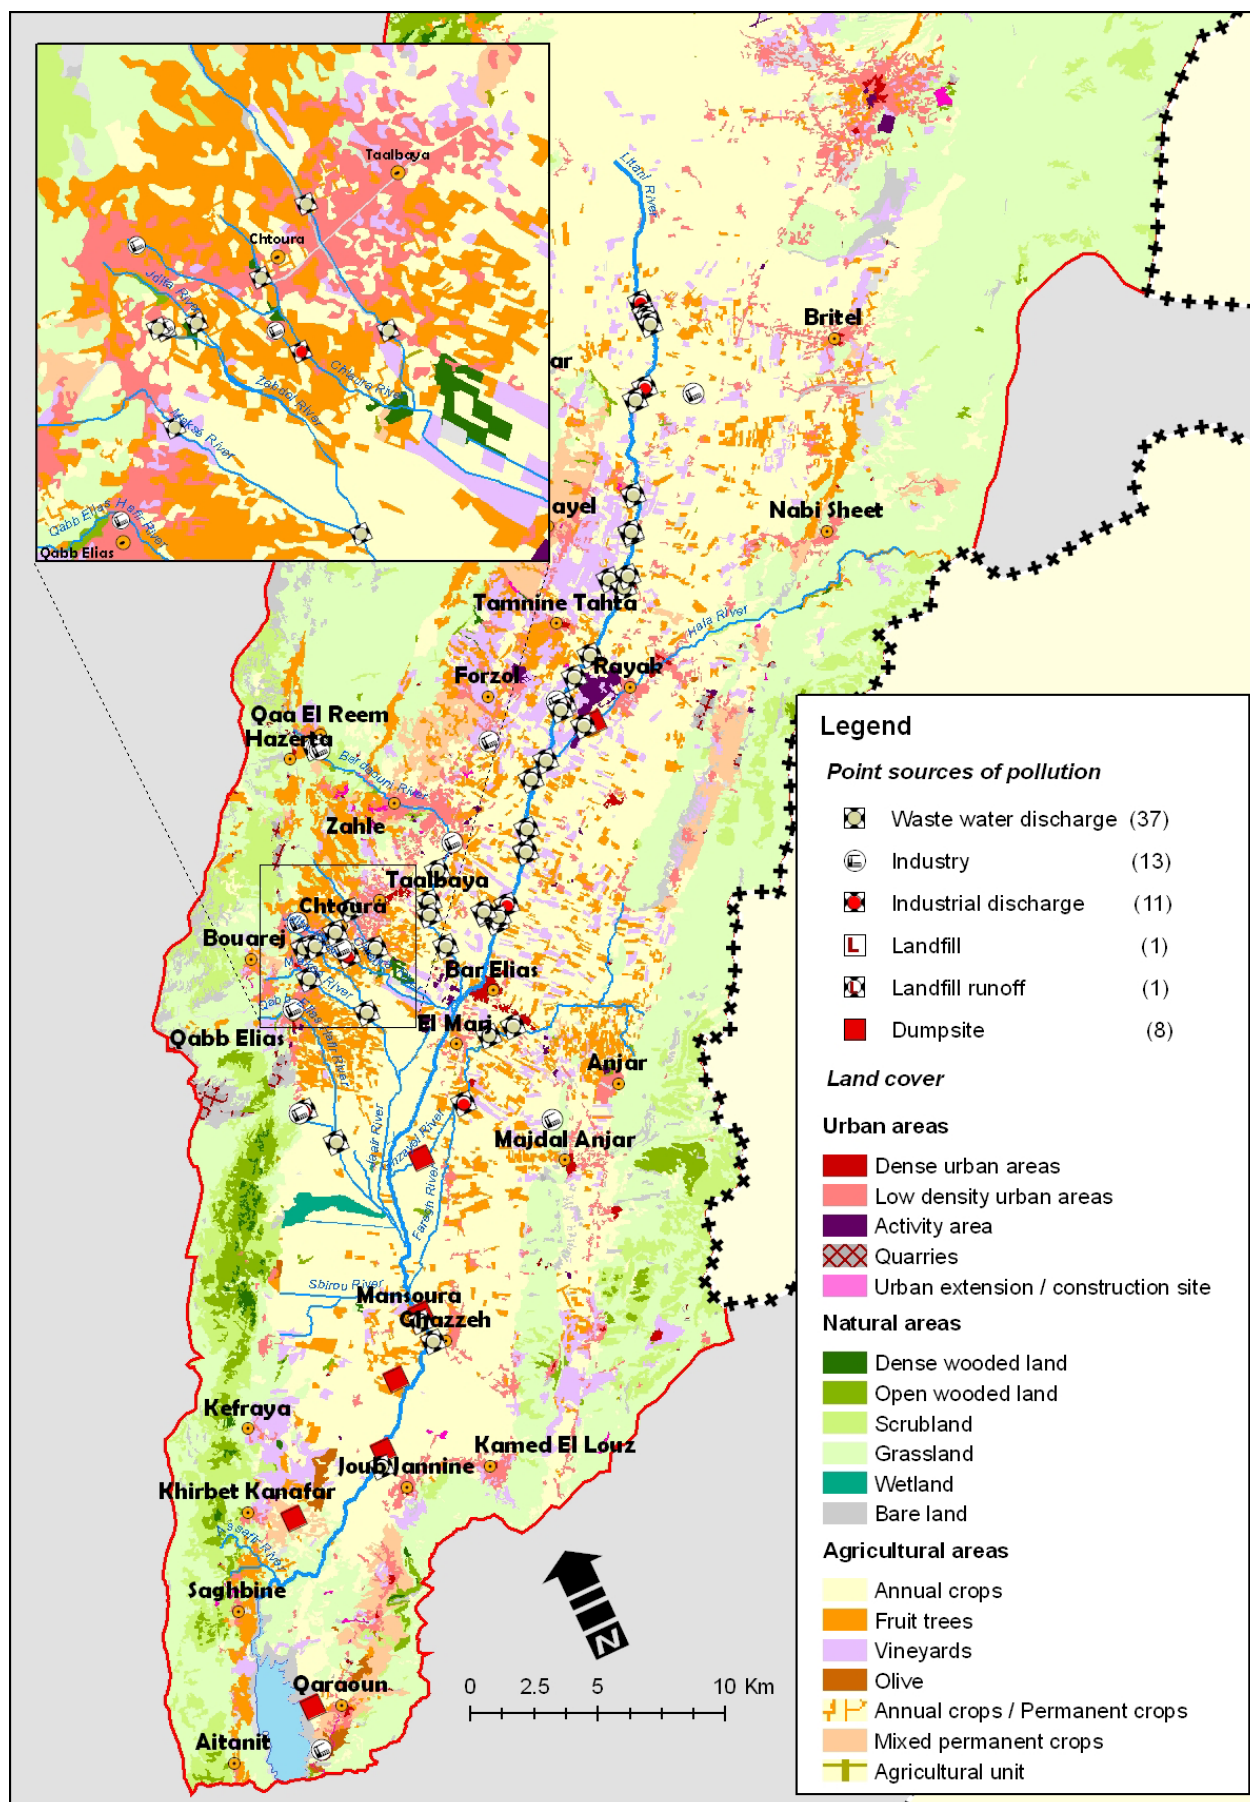 Taalbaya
Chtoura
Jdita River
Chtaura River
Zabdol River
Qabb Elias Hafir River
Qabb Elias
Litani River
Britel
ar
ayel
Nabi Sheet
Tamnine Tahta
Hala River
Rayak
Forzol
Qaa El Reem
Hazerta
Bardaouni River
Zahle
Taalbaya
Chtoura
Bouarej
Bar Elias
Qabb Elias Hafir River
El Marj
Qabb Elias
Anjar
Majdal Anjar
Faregh River
Sbirou River
Mansoura
Ghazzeh
Kefraya
Kamed El Louz
Joub Jannine
Khirbet Kanafar
Saghbine
Qaraoun
Aitanit
N
0 2.5 5 10 Km
Legend
Point sources of pollution
Waste water discharge (37)
Industry (13)
Industrial discharge (11)
L Landfill (1)
L Landfill runoff (1)
Dumpsite (8)
Land cover
Urban areas
Dense urban areas
Low density urban areas
Activity area
Quarries
Urban extension / construction site
Natural areas
Dense wooded land
Open wooded land
Scrubland
Grassland
Wetland
Bare land
Agricultural areas
Annual crops
Fruit trees
Vineyards
Olive
Annual crops / Permanent crops
Mixed permanent crops
Agricultural unit